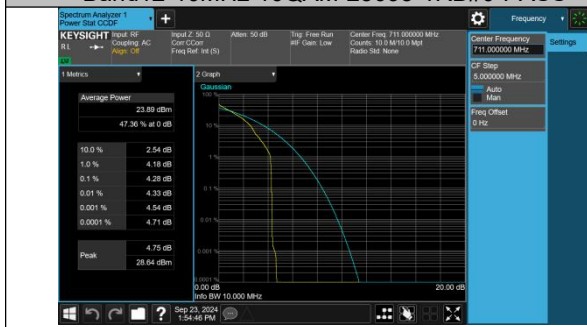 Spectrum Analyzer 1
Power Stat CCDF
Frequency
KEYSIGHT
Input: RF
Coupling: AC
Align: Off
Input Z: 50 Ω
Corr CCorr
Freq Ref: Int (S)
Atten: 50 dB
Trig: Free Run
#IF Gain: Low
Center Freq: 711.000000 MHz
Counts: 10.0 M/10.0 Mpt
Radio Std: None
RL
Center Frequency
711.000000 MHz
Settings
CF Step
5.000000 MHz
Auto
Man
Freq Offset
0 Hz
1 Metrics
2 Graph
Average Power
23.89 dBm
47.36 % at 0 dB
10.0 % 2.54 dB
1.0 % 4.18 dB
0.1 % 4.28 dB
0.01 % 4.33 dB
0.001 % 4.54 dB
0.0001 % 4.71 dB
Peak 4.75 dB
28.64 dBm
Gaussian
100 %
10 %
1 %
0.1 %
0.01 %
0.001 %
0.0001 %
0.00 dB
20.00 dB
Info BW 10.000 MHz
Sep 23, 2024
1:54:46 PM